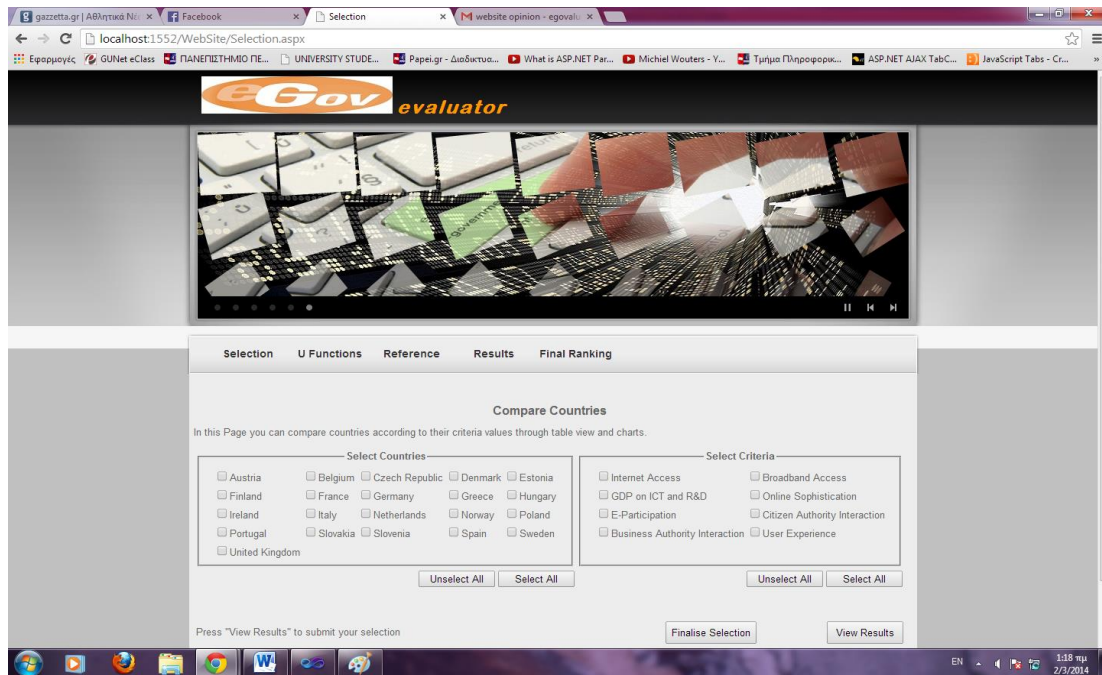 gazzetta.gr | Αθλητικά Νέ
Facebook
Selection
website opinion - egovalu
localhost:1552/WebSite/Selection.aspx
Εφαρμογές
GUNet eClass
ΠΑΝΕΠΙΣΤΗΜΙΟ ΠΕ...
UNIVERSITY STUDE...
Papei.gr - Διαδικτυα...
What is ASP.NET Par...
Michiel Wouters - Y...
Τμήμα Πληροφορικ...
ASP.NET AJAX TabC...
JavaScript Tabs - Cr...
»
eGov evaluator
return
government
Selection U Functions Reference Results Final Ranking
Compare Countries
In this Page you can compare countries according to their criteria values through table view and charts.
Select Countries
Austria Belgium Czech Republic Denmark Estonia
Finland France Germany Greece Hungary
Ireland Italy Netherlands Norway Poland
Portugal Slovakia Slovenia Spain Sweden
United Kingdom
Unselect All Select All
Select Criteria
Internet Access Broadband Access
GDP on ICT and R&D Online Sophistication
E-Participation Citizen Authority Interaction
Business Authority Interaction User Experience
Unselect All Select All
Press "View Results" to submit your selection
Finalise Selection View Results
EN
1:18 πμ
2/3/2014